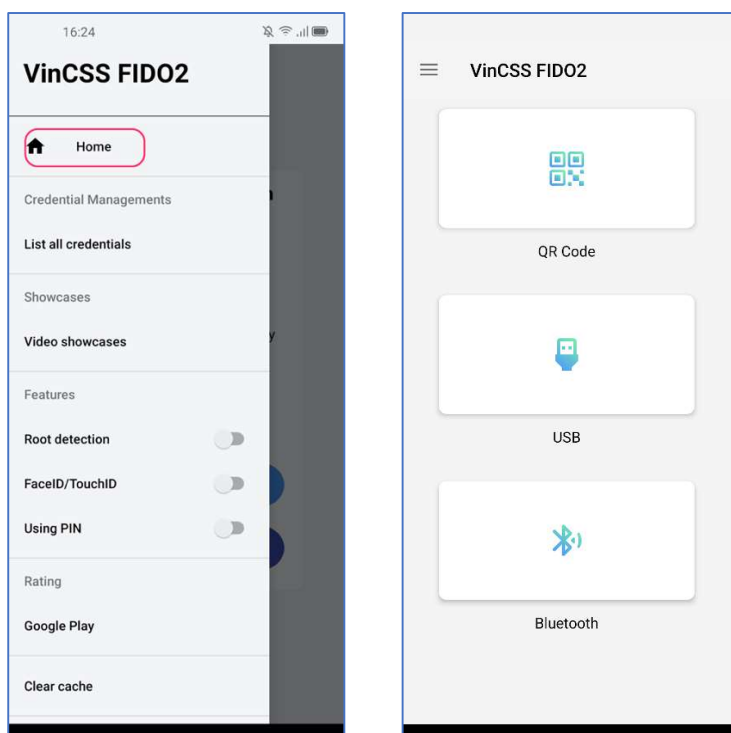 16:24
VinCSS FIDO2
Home
Credential Managements
List all credentials
Showcases
Video showcases
Features
Root detection
FaceID/TouchID
Using PIN
Rating
Google Play
Clear cache
n
y
VinCSS FIDO2
QR Code
USB
Bluetooth